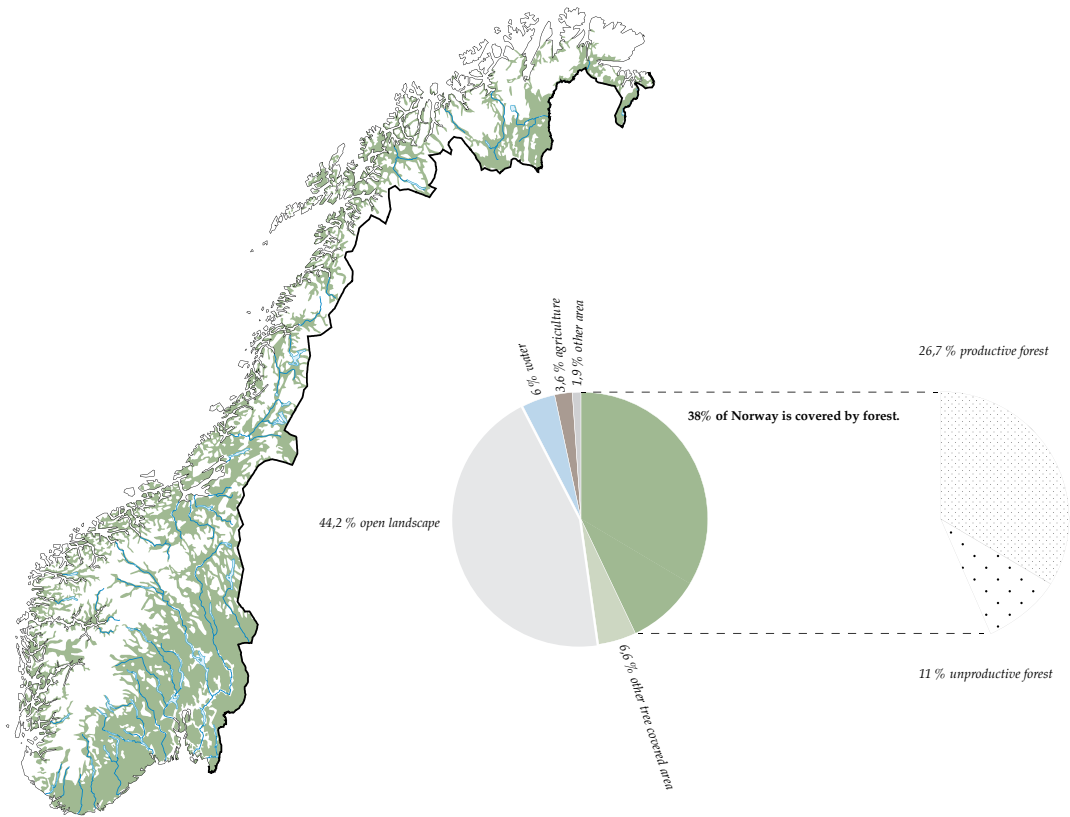 6 % water
3,6 % agriculture
1,9 % other area
26,7 % productive forest
38% of Norway is covered by forest.
44,2 % open landscape
6,6 % other tree covered area
11 % unproductive forest